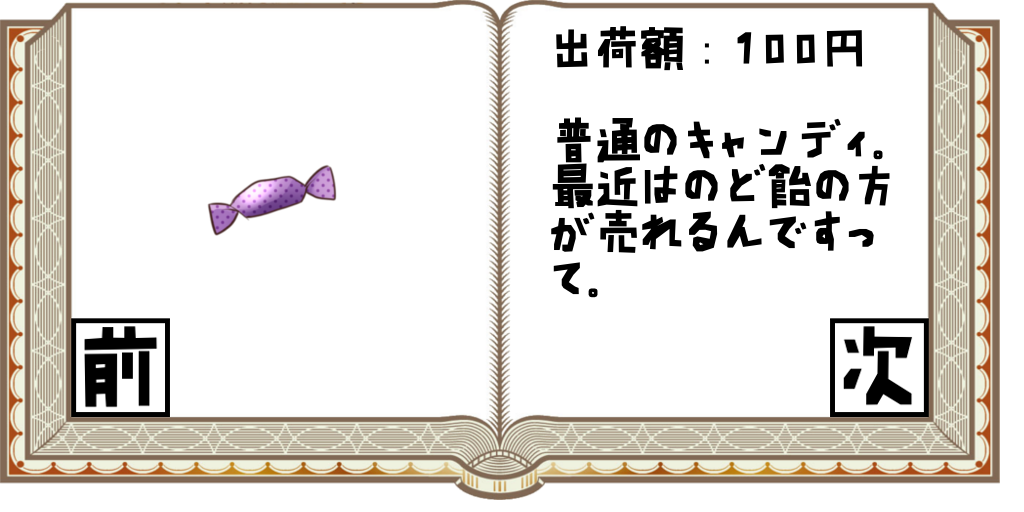 出荷額：100円
普通のキャンディ。
最近はのど飴の方
が売れるんですっ
て。
前
次